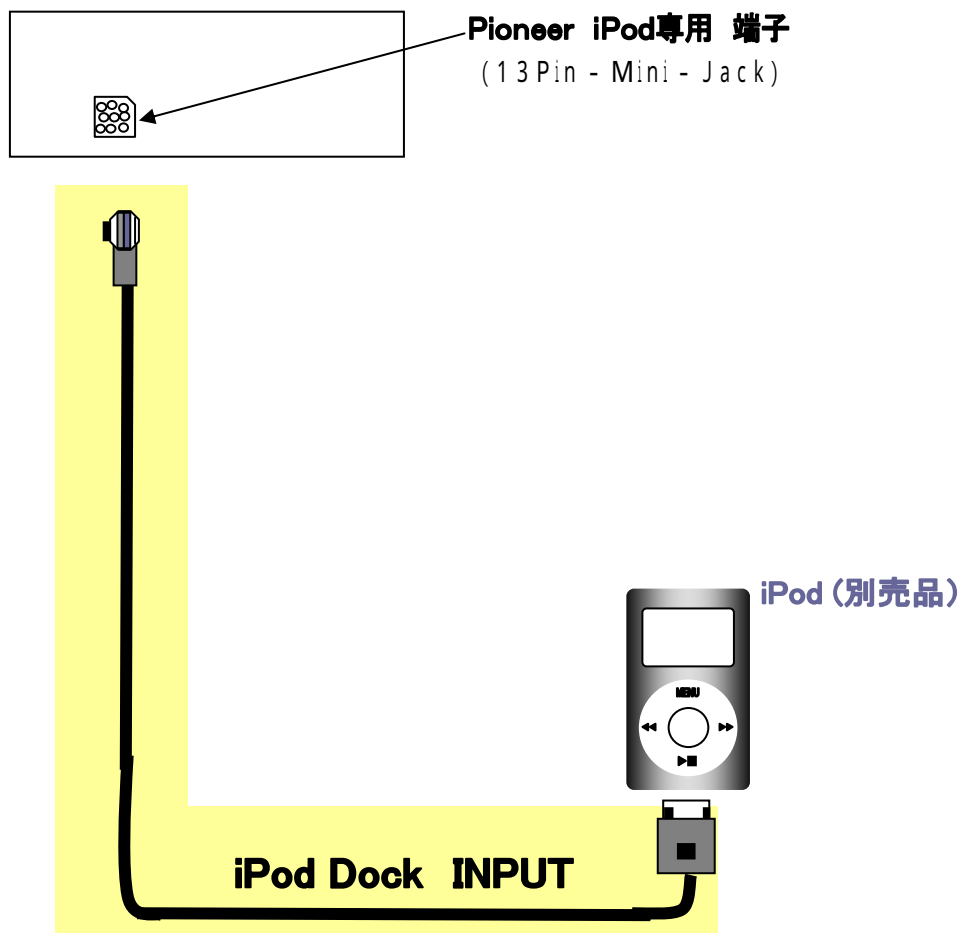 Pioneer iPod専用 端子
(13Pin-Mini-Jack)
iPod(別売品)
MENU
iPod Dock INPUT